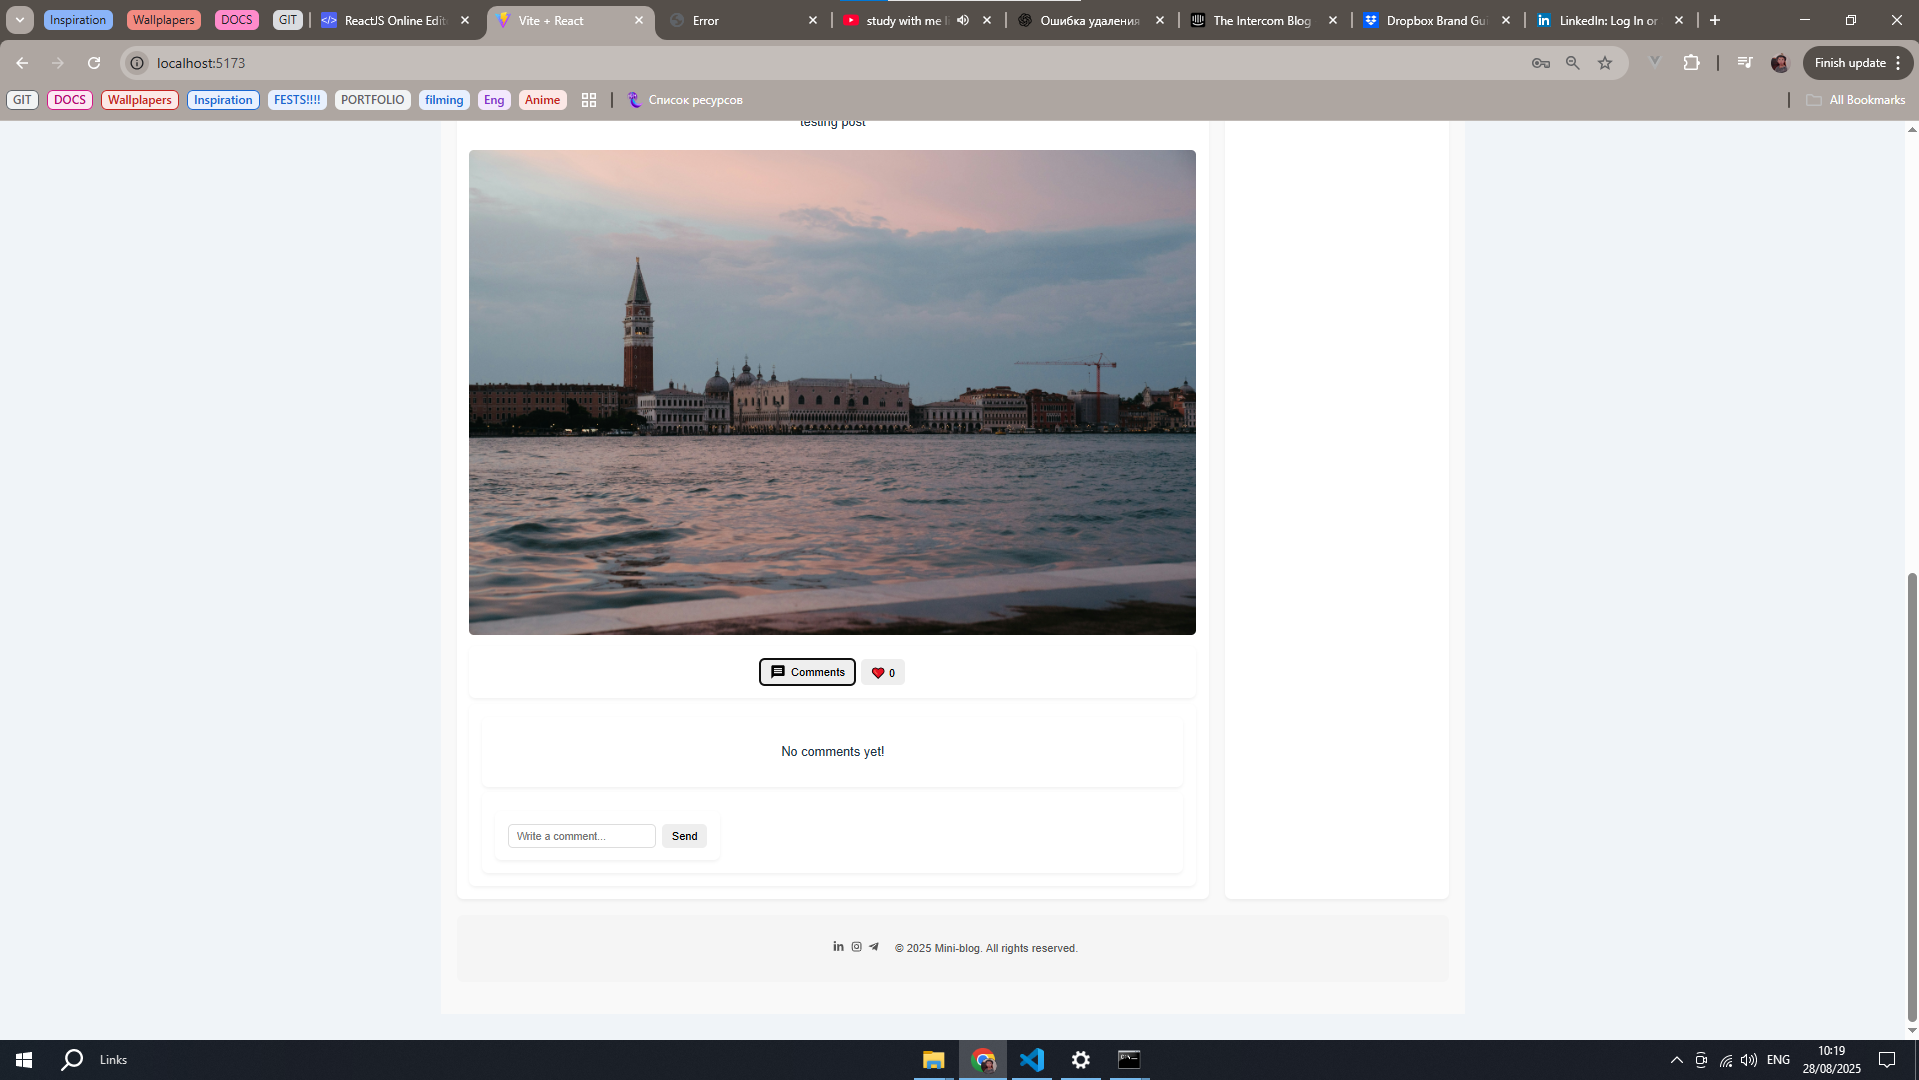 Inspiration Wallpapers DOCS GIT ReactJS Online Edit Vite + React Error study with me li Ошибка удаления The Intercom Blog Dropbox Brand Gui LinkedIn: Log In or
localhost:5173 Finish update
GIT DOCS Wallplapers Inspiration FESTS!!!! PORTFOLIO filming Eng Anime Список ресурсов All Bookmarks
testing post
Comments 0
No comments yet!
Write a comment... Send
© 2025 Mini-blog. All rights reserved.
Links ENG 10:19
28/08/2025